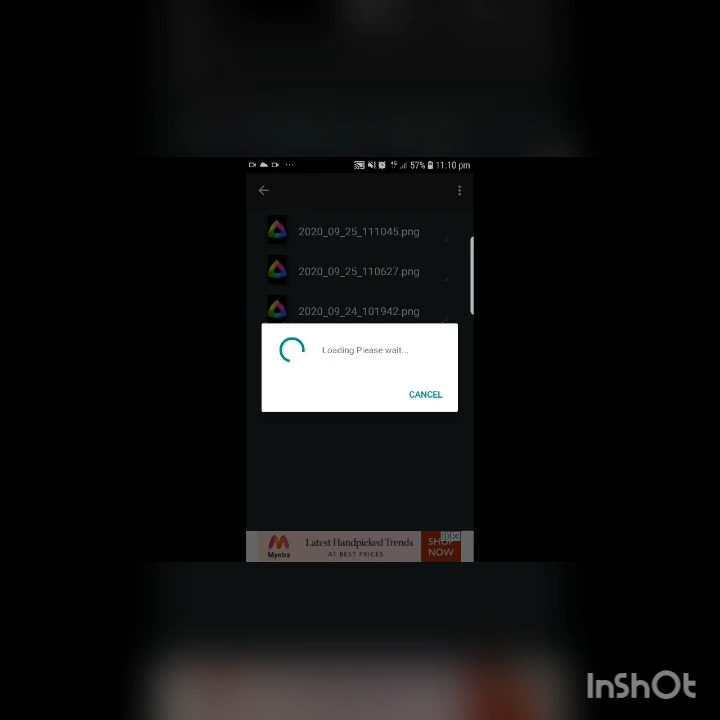 57% 11:10 pm
2020_09_25_111045.png
2020_09_25_110627.png
2020_09_24_101942.png
Loading Please wait...
CANCEL
Myntra
Latest Handpicked Trends
AT BEST PRICES
SHOP
NOW
InShOt